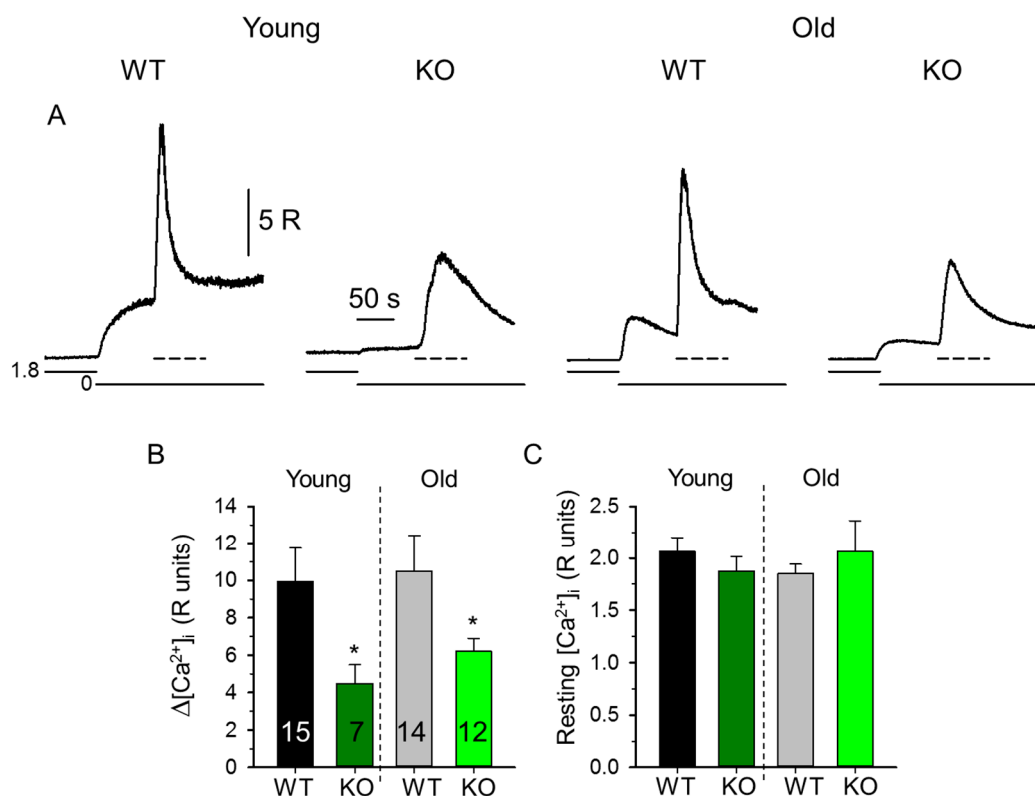 Young Old
WT KO WT KO
A
5 R
50 s
1.8
0
B
Young Old
Δ[Ca²⁺]ᵢ (R units)
14
12
10
8
6
4
2
0
*
*
15 7 14 12
WT KO WT KO
C
Young Old
Resting [Ca²⁺]ᵢ (R units)
2.5
2.0
1.5
1.0
0.5
0.0
WT KO WT KO